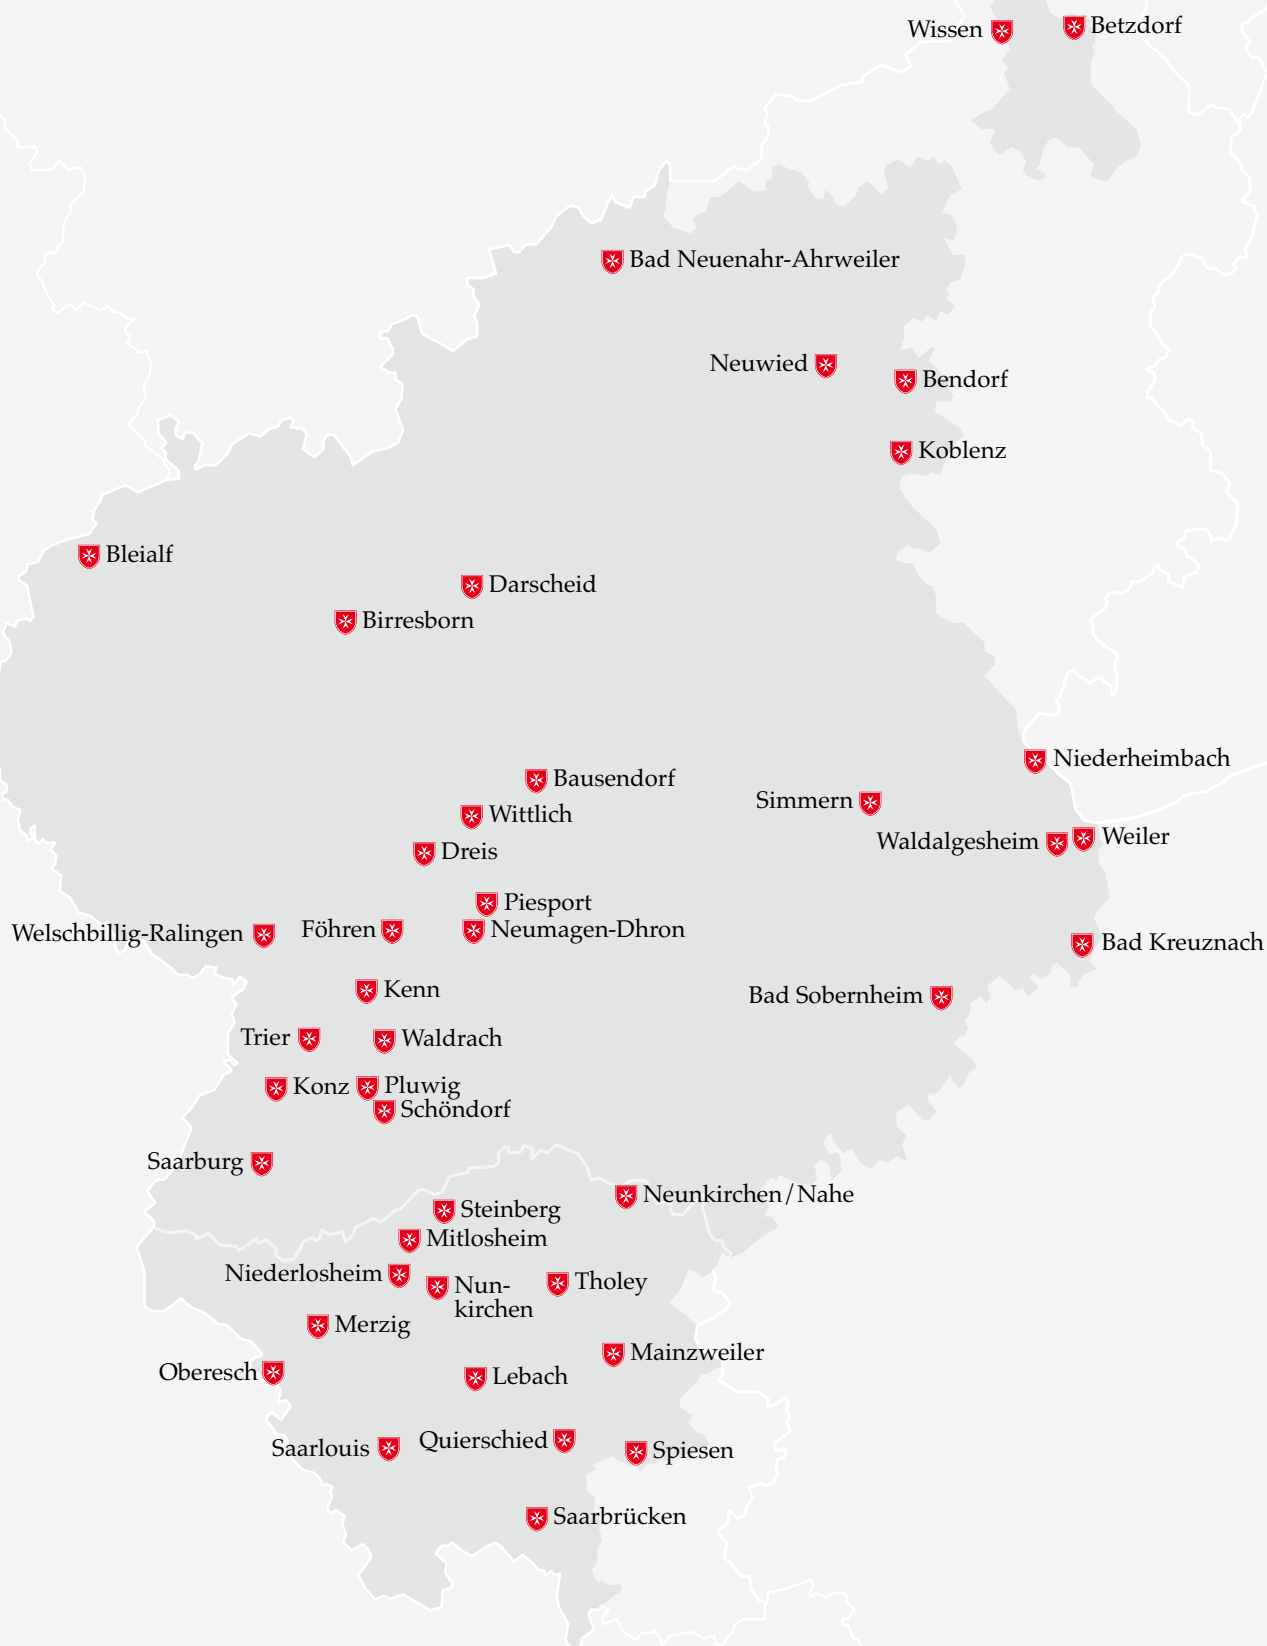 Wissen
Betzdorf
Bad Neuenahr-Ahrweiler
Neuwied
Bendorf
Koblenz
Bleialf
Darscheid
Birresborn
Niederheimbach
Bausendorf
Simmern
Wittlich
Waldalgesheim
Weiler
Dreis
Piesport
Welschbillig-Ralingen
Föhren
Neumagen-Dhron
Bad Kreuznach
Kenn
Bad Sobernheim
Trier
Waldrach
Konz
Pluwig
Schöndorf
Saarburg
Neunkirchen/Nahe
Steinberg
Mitlosheim
Niederlosheim
Nun-
kirchen
Tholey
Merzig
Mainzweiler
Oberesch
Lebach
Saarlouis
Quierschied
Spiesen
Saarbrücken